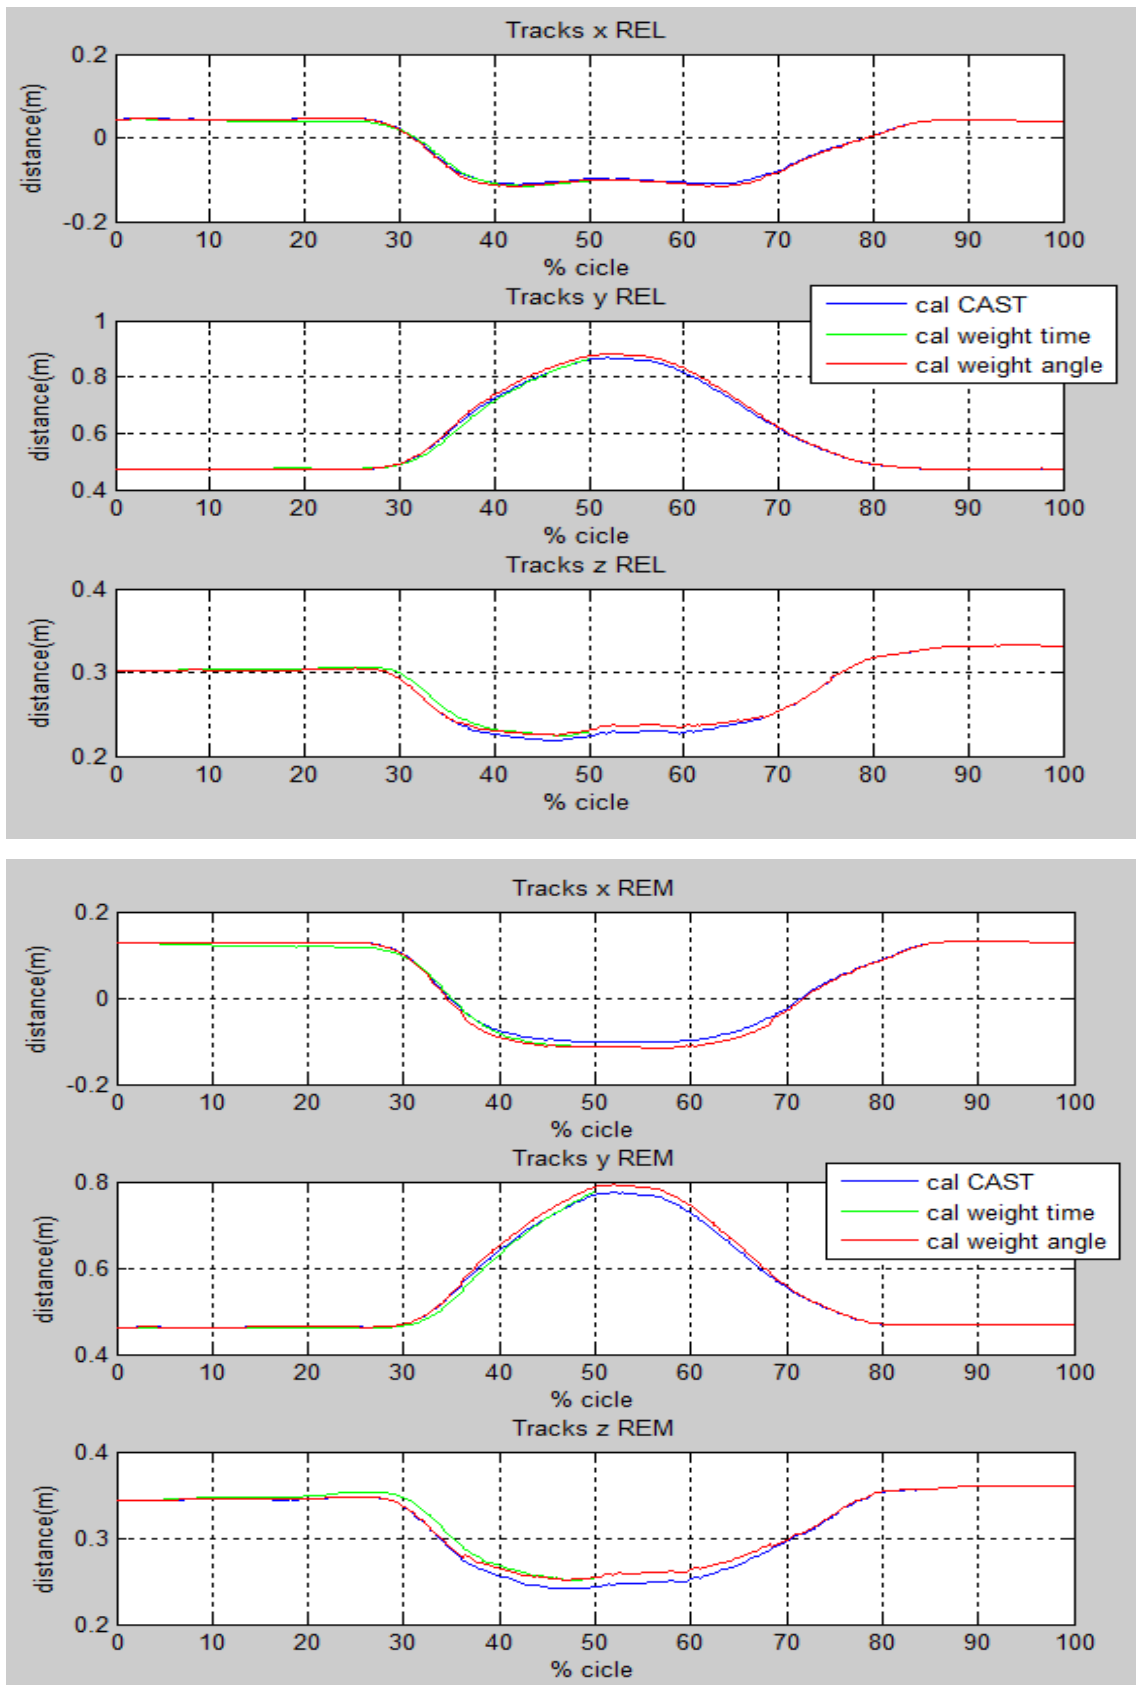 Tracks x REL
0.2
0
-0.2
distance(m)
0 10 20 30 40 50 60 70 80 90 100
% cicle
Tracks y REL
cal CAST
cal weight time
cal weight angle
1
0.8
0.6
0.4
distance(m)
0 10 20 30 40 50 60 70 80 90 100
% cicle
Tracks z REL
0.4
0.3
0.2
distance(m)
0 10 20 30 40 50 60 70 80 90 100
% cicle
Tracks x REM
0.2
0
-0.2
distance(m)
0 10 20 30 40 50 60 70 80 90 100
% cicle
Tracks y REM
cal CAST
cal weight time
cal weight angle
0.8
0.6
0.4
distance(m)
0 10 20 30 40 50 60 70 80 90 100
% cicle
Tracks z REM
0.4
0.3
0.2
distance(m)
0 10 20 30 40 50 60 70 80 90 100
% cicle